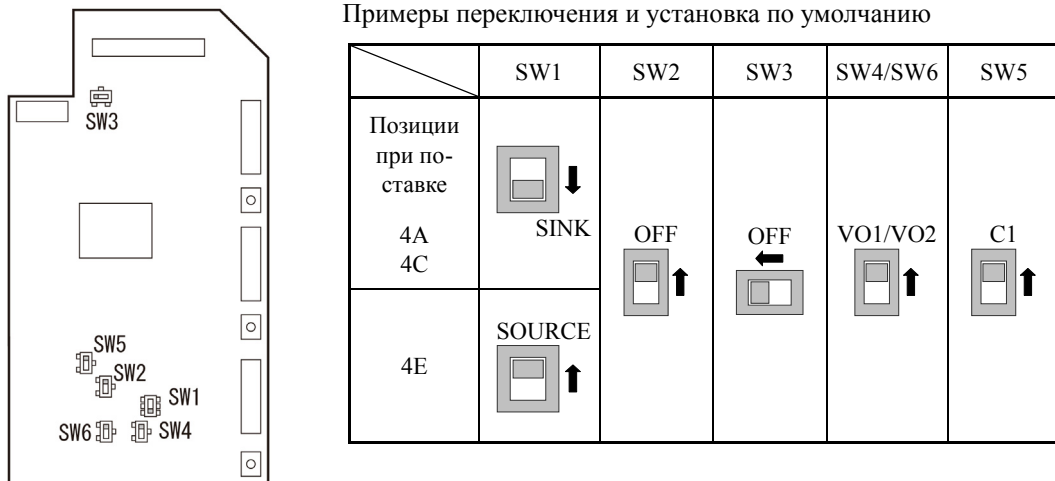 Примеры переключения и установка по умолчанию
SW1 SW2 SW3 SW4/SW6 SW5
Позиции
при по-
ставке
4A
4C
SINK
OFF
OFF
VO1/VO2
C1
4E
SOURCE
SW3
SW5
SW2
SW1
SW6 SW4